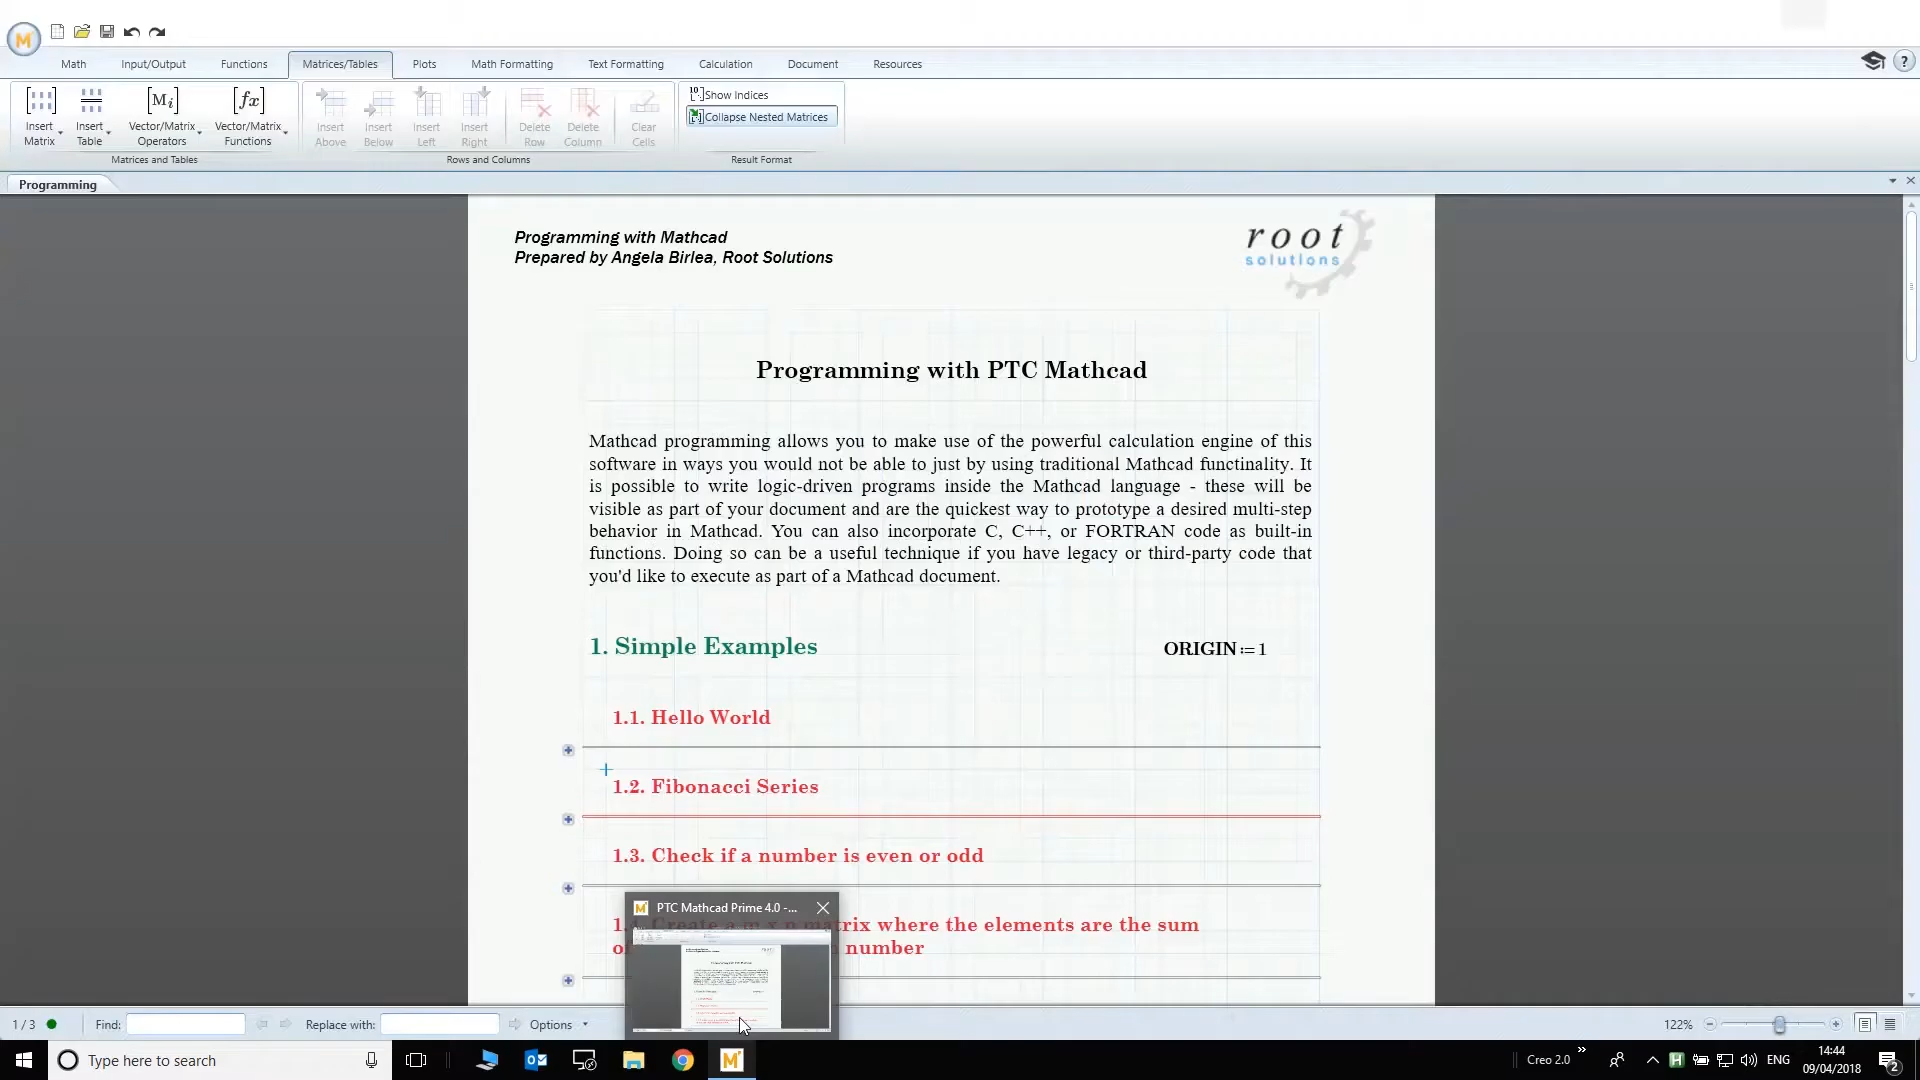 Math Input/Output Functions Matrices/Tables Plots Math Formatting Text Formatting Calculation Document Resources
Insert Matrix
Insert Table
Vector/Matrix Operators
Vector/Matrix Functions
Insert Above
Insert Below
Insert Left
Insert Right
Delete Row
Delete Column
Clear Cells
Show Indices
Collapse Nested Matrices
Matrices and Tables
Rows and Columns
Result Format
Programming
Programming with Mathcad
Prepared by Angela Birlea, Root Solutions
root
solutions
Programming with PTC Mathcad
Mathcad programming allows you to make use of the powerful calculation engine of this
software in ways you would not be able to just by using traditional Mathcad functinality. It
is possible to write logic-driven programs inside the Mathcad language - these will be
visible as part of your document and are the quickest way to prototype a desired multi-step
behavior in Mathcad. You can also incorporate C, C++, or FORTRAN code as built-in
functions. Doing so can be a useful technique if you have legacy or third-party code that
you'd like to execute as part of a Mathcad document.
1. Simple Examples
ORIGIN := 1
1.1. Hello World
1.2. Fibonacci Series
1.3. Check if a number is even or odd
PTC Mathcad Prime 4.0 -...
1.4. Create a m x n matrix where the elements are the sum
number
1 / 3 Find: Replace with: Options 122%
Type here to search
Creo 2.0 » ENG
14:44
09/04/2018
2